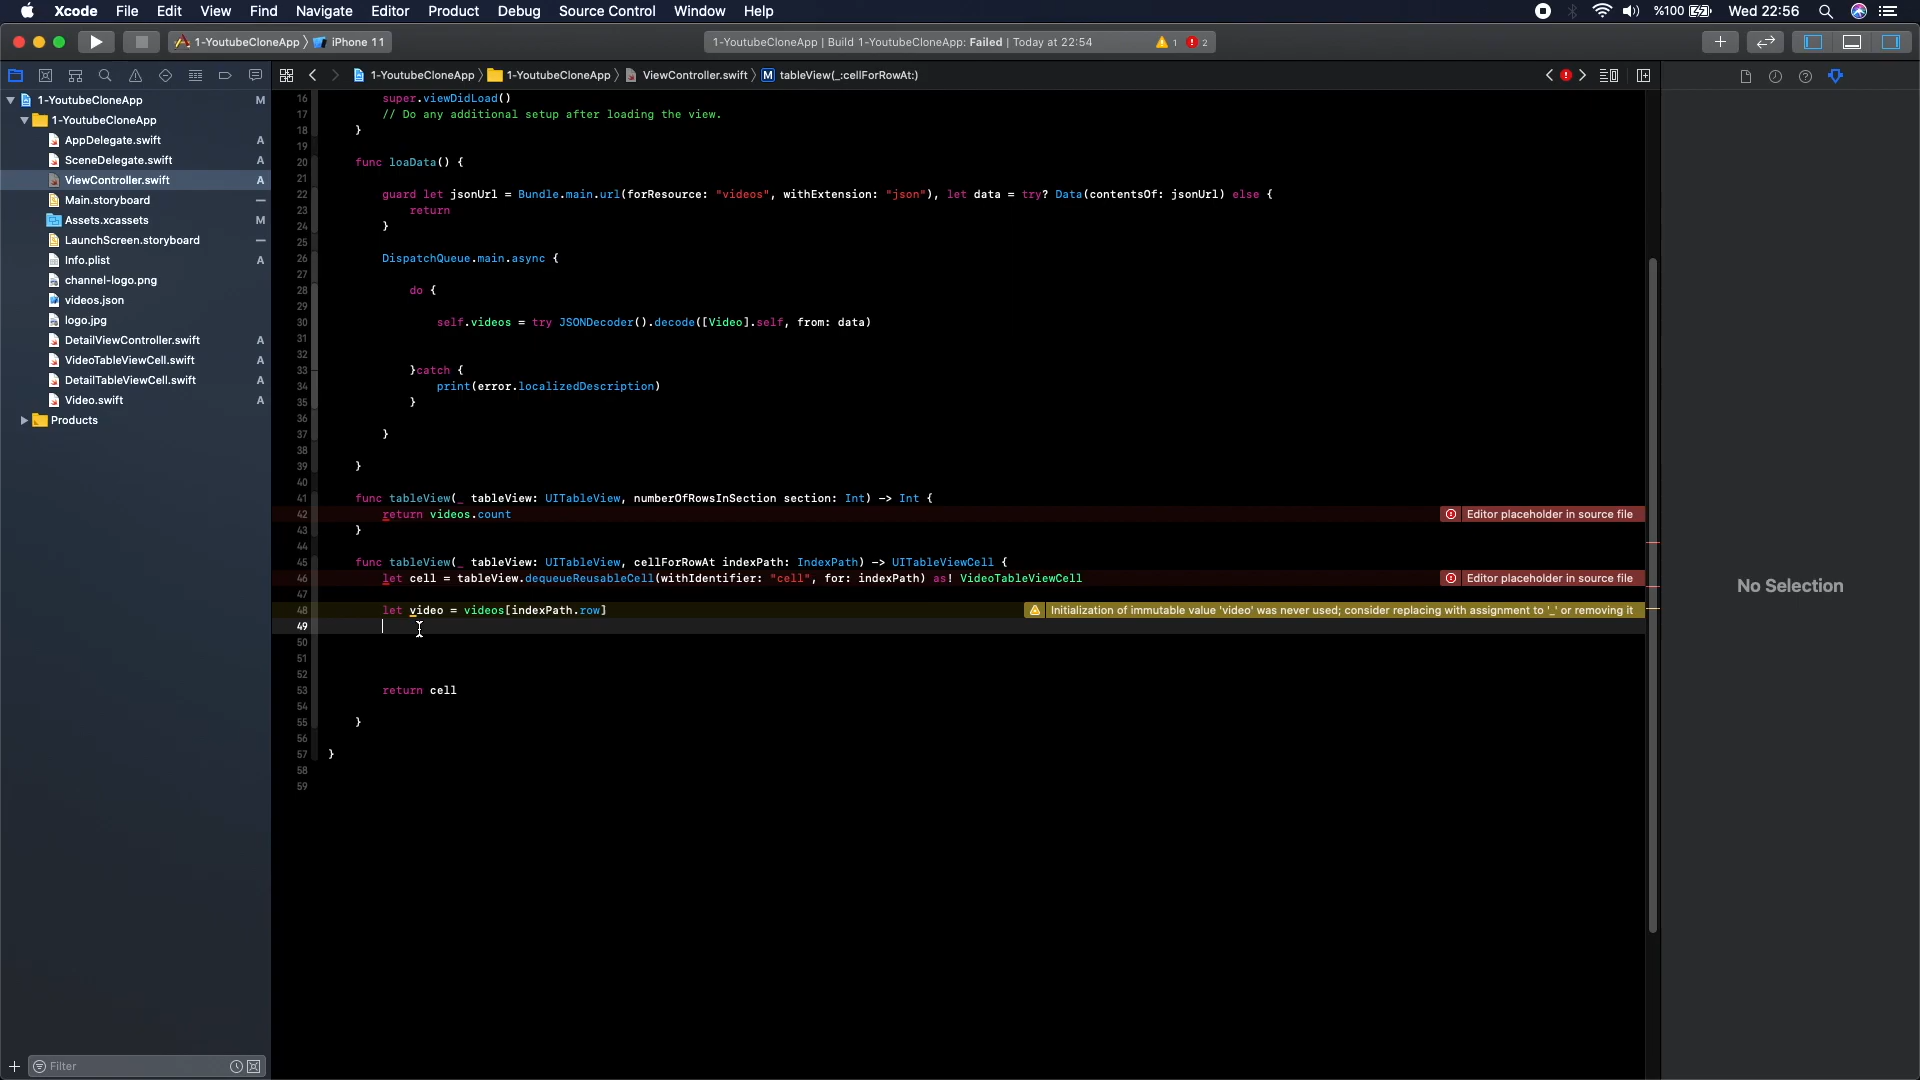 Xcode File Edit View Find Navigate Editor Product Debug Source Control Window Help %100 Wed 22:56
1-YoutubeCloneApp iPhone 11 1-YoutubeCloneApp | Build 1-YoutubeCloneApp: Failed | Today at 22:54 1 2
1-YoutubeCloneApp 1-YoutubeCloneApp ViewController.swift M tableView(_:cellForRowAt:)
1-YoutubeCloneApp M
1-YoutubeCloneApp
AppDelegate.swift A
SceneDelegate.swift A
ViewController.swift A
Main.storyboard
Assets.xcassets M
LaunchScreen.storyboard
Info.plist A
channel-logo.png
videos.json
logo.jpg
DetailViewController.swift A
VideoTableViewCell.swift A
DetailTableViewCell.swift A
Video.swift A
Products
Filter
16 super.viewDidLoad()
17 // Do any additional setup after loading the view.
18 }
19
20 func loaData() {
21
22 guard let jsonUrl = Bundle.main.url(forResource: "videos", withExtension: "json"), let data = try? Data(contentsOf: jsonUrl) else {
23 return
24 }
25
26 DispatchQueue.main.async {
27
28 do {
29
30 self.videos = try JSONDecoder().decode([Video].self, from: data)
31
32
33 }catch {
34 print(error.localizedDescription)
35 }
36
37 }
38
39 }
40
41 func tableView(_ tableView: UITableView, numberOfRowsInSection section: Int) -> Int {
42 return videos.count Editor placeholder in source file
43 }
44
45 func tableView(_ tableView: UITableView, cellForRowAt indexPath: IndexPath) -> UITableViewCell {
46 let cell = tableView.dequeueReusableCell(withIdentifier: "cell", for: indexPath) as! VideoTableViewCell Editor placeholder in source file
47
48 let video = videos[indexPath.row] Initialization of immutable value 'video' was never used; consider replacing with assignment to '_' or removing it
49
50
51
52
53 return cell
54
55 }
56
57 }
58
59
No Selection